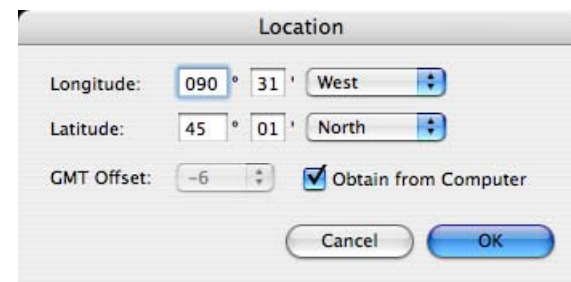 Location
Longitude: 090 ° 31 ' West
Latitude: 45 ° 01 ' North
GMT Offset: -6 Obtain from Computer
Cancel OK